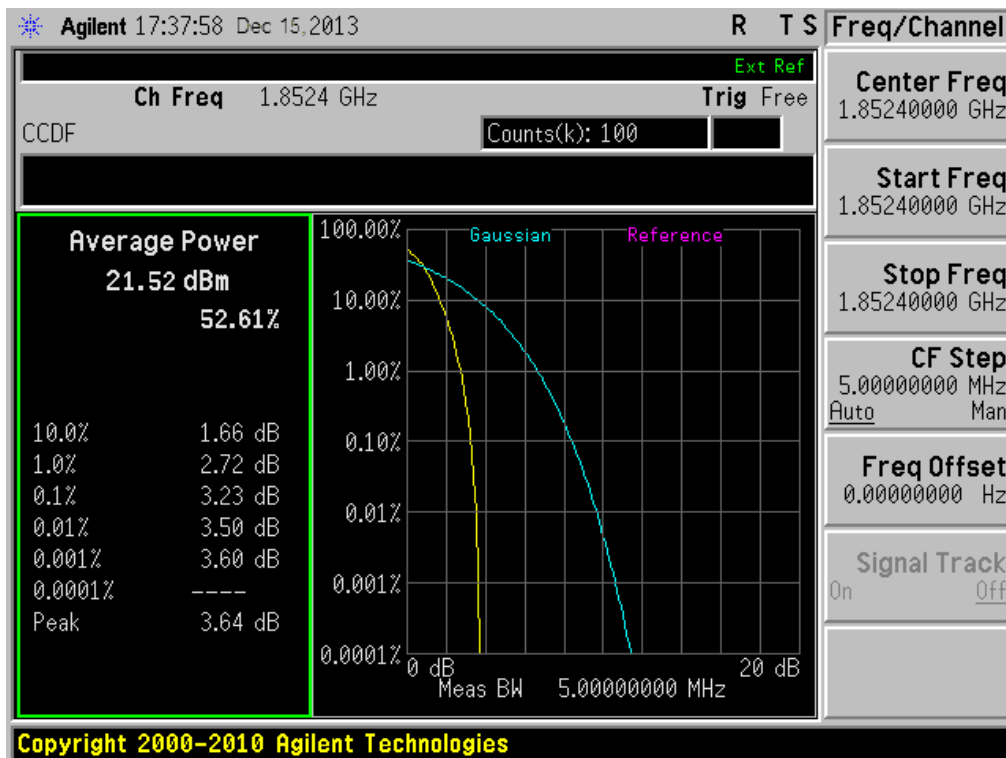 Agilent 17:37:58 Dec 15,2013 R T S
Ext Ref
Ch Freq 1.8524 GHz Trig Free
CCDF Counts(k): 100
Average Power
21.52 dBm
52.61%
10.0% 1.66 dB
1.0% 2.72 dB
0.1% 3.23 dB
0.01% 3.50 dB
0.001% 3.60 dB
0.0001% ----
Peak 3.64 dB
Gaussian Reference
100.00%
10.00%
1.00%
0.10%
0.01%
0.001%
0.0001%
0 dB 20 dB
Meas BW 5.00000000 MHz
Freq/Channel
Center Freq
1.85240000 GHz
Start Freq
1.85240000 GHz
Stop Freq
1.85240000 GHz
CF Step
5.00000000 MHz
Auto Man
Freq Offset
0.00000000 Hz
Signal Track
On Off
Copyright 2000-2010 Agilent Technologies